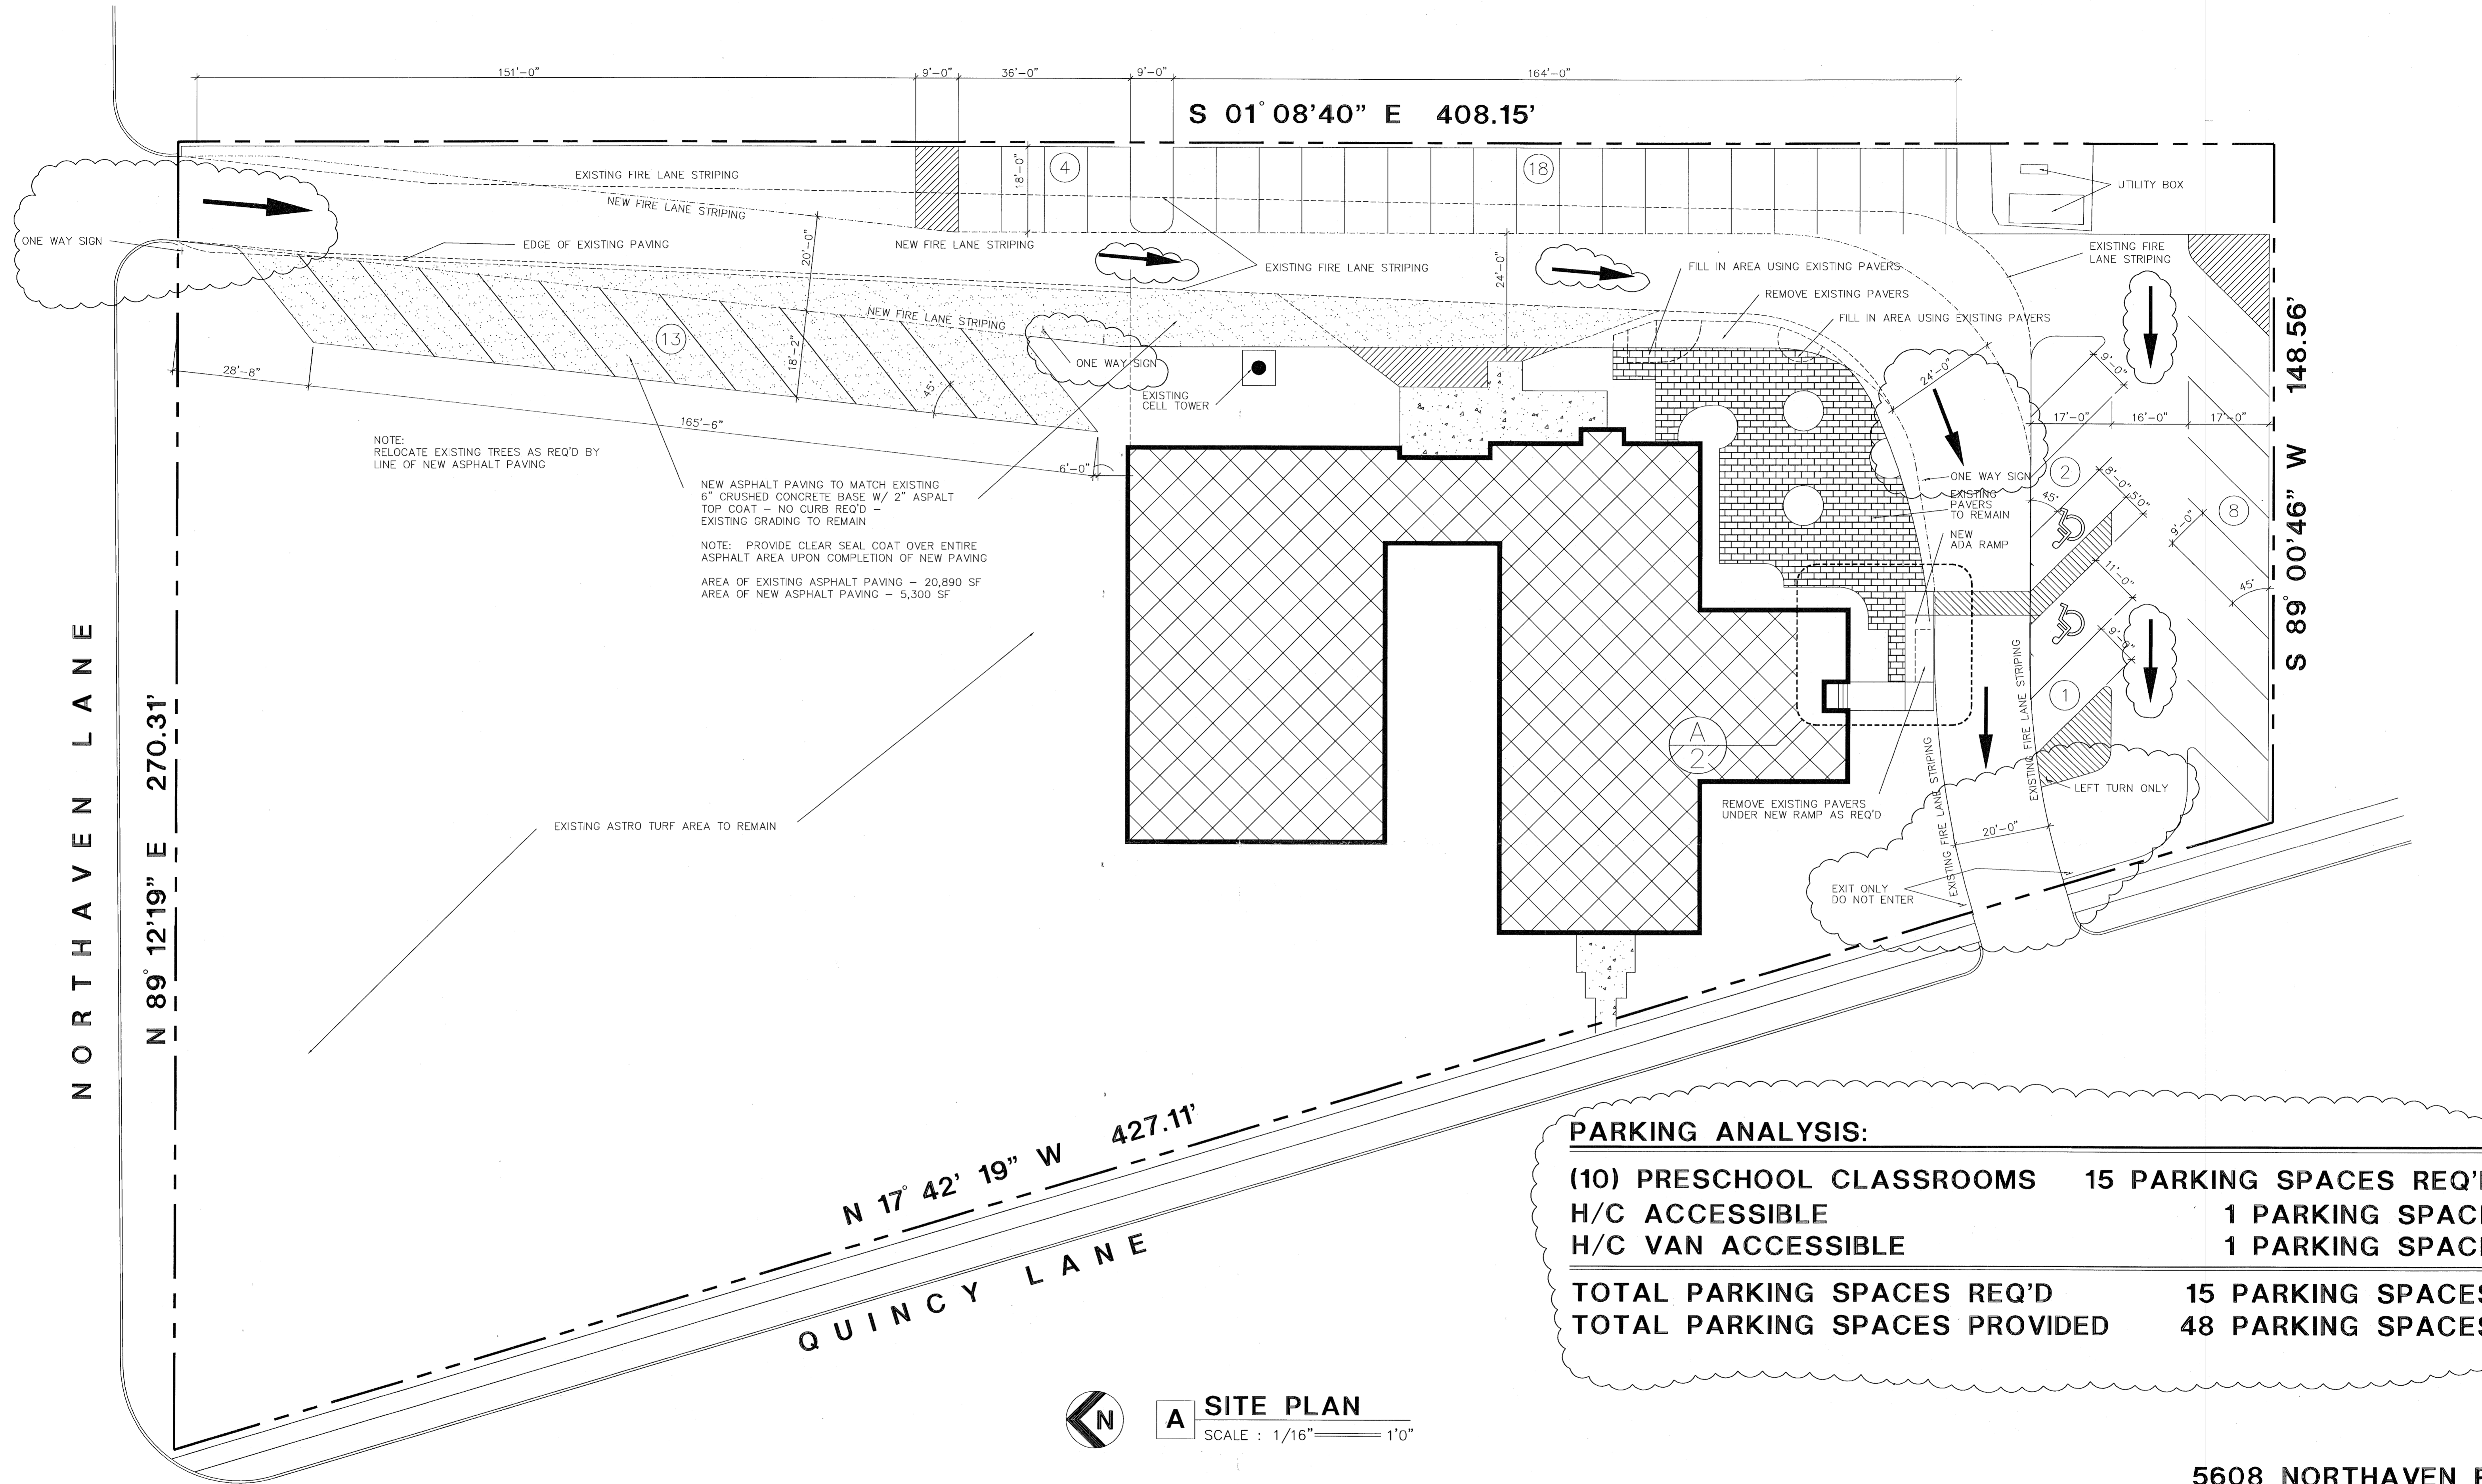 151'-0"
9'-0"
36'-0"
9'-0"
164'-0"
S 01° 08'40" E 408.15'
EXISTING FIRE LANE STRIPING
NEW FIRE LANE STRIPING
18'-0"
4
18
UTILITY BOX
ONE WAY SIGN
EDGE OF EXISTING PAVING
20'-0"
NEW FIRE LANE STRIPING
EXISTING FIRE LANE STRIPING
24'-0"
FILL IN AREA USING EXISTING PAVERS
EXISTING FIRE
LANE STRIPING
REMOVE EXISTING PAVERS
FILL IN AREA USING EXISTING PAVERS
NEW FIRE LANE STRIPING
13
18'-2"
45°
ONE WAY SIGN
EXISTING
CELL TOWER
28'-8"
165'-6"
6'-0"
24'-0"
9'-0"
17'-0"
16'-0"
17'-0"
S 89° 00'46" W 148.56'
NOTE:
RELOCATE EXISTING TREES AS REQ'D BY
LINE OF NEW ASPHALT PAVING
NEW ASPHALT PAVING TO MATCH EXISTING
6" CRUSHED CONCRETE BASE W/ 2" ASPALT
TOP COAT – NO CURB REQ'D –
EXISTING GRADING TO REMAIN
NOTE: PROVIDE CLEAR SEAL COAT OVER ENTIRE
ASPHALT AREA UPON COMPLETION OF NEW PAVING
AREA OF EXISTING ASPHALT PAVING – 20,890 SF
AREA OF NEW ASPHALT PAVING – 5,300 SF
ONE WAY SIGN
EXISTING
PAVERS
TO REMAIN
NEW
ADA RAMP
2
8'-0"
5'0"
45°
9'-0"
8
11'-0"
45°
9'-0"
1
EXISTING FIRE LANE STRIPING
EXISTING FIRE LANE STRIPING
A
2
REMOVE EXISTING PAVERS
UNDER NEW RAMP AS REQ'D
LEFT TURN ONLY
20'-0"
EXIT ONLY
DO NOT ENTER
EXISTING ASTRO TURF AREA TO REMAIN
NORTHAVEN LANE
N 89° 12'19" E 270.31'
N 17° 42' 19" W 427.11'
QUINCY LANE
PARKING ANALYSIS:
(10) PRESCHOOL CLASSROOMS 15 PARKING SPACES REQ'
H/C ACCESSIBLE 1 PARKING SPAC
H/C VAN ACCESSIBLE 1 PARKING SPAC
TOTAL PARKING SPACES REQ'D 15 PARKING SPACES
TOTAL PARKING SPACES PROVIDED 48 PARKING SPACES
N
A
SITE PLAN
SCALE : 1/16" 1'0"
5608 NORTHAVEN